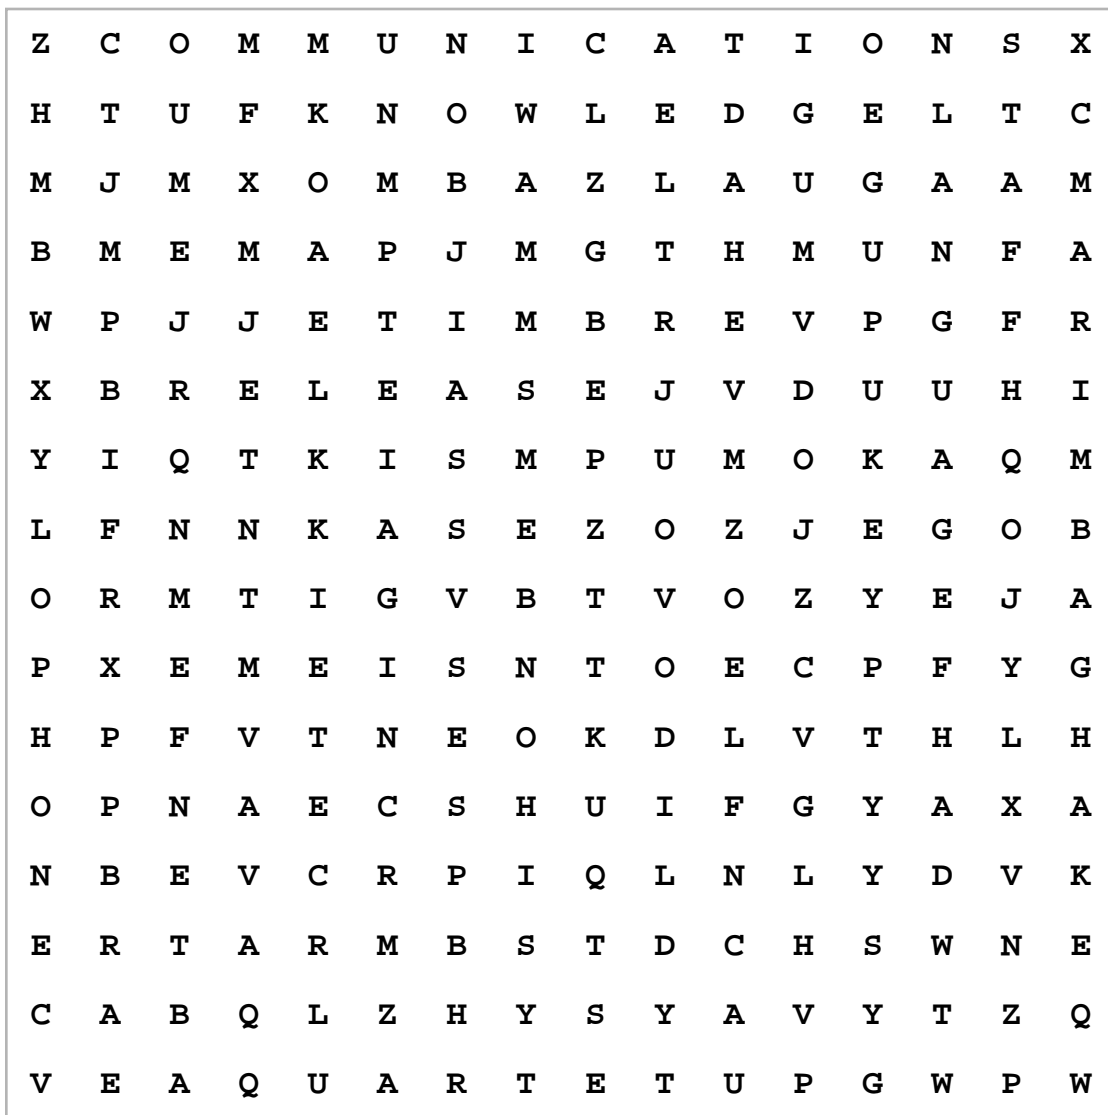 Z C O M M U N I C A T I O N S X
H T U F K N O W L E D G E L T C
M J M X O M B A Z L A U G A A M
B M E M A P J M G T H M U N F A
W P J J E T I M B R E V P G F R
X B R E L E A S E J V D U U H I
Y I Q T K I S M P U M O K A Q M
L F N N K A S E Z O Z J E G O B
O R M T I G V B T V O Z Y E J A
P X E M E I S N T O E C P F Y G
H P F V T N E O K D L V T H L H
O P N A E C S H U I F G Y A X A
N B E V C R P I Q L N L Y D V K
E R T A R M B S T D C H S W N E
C A B Q L Z H Y S Y A V Y T Z Q
V E A Q U A R T E T U P G W P W